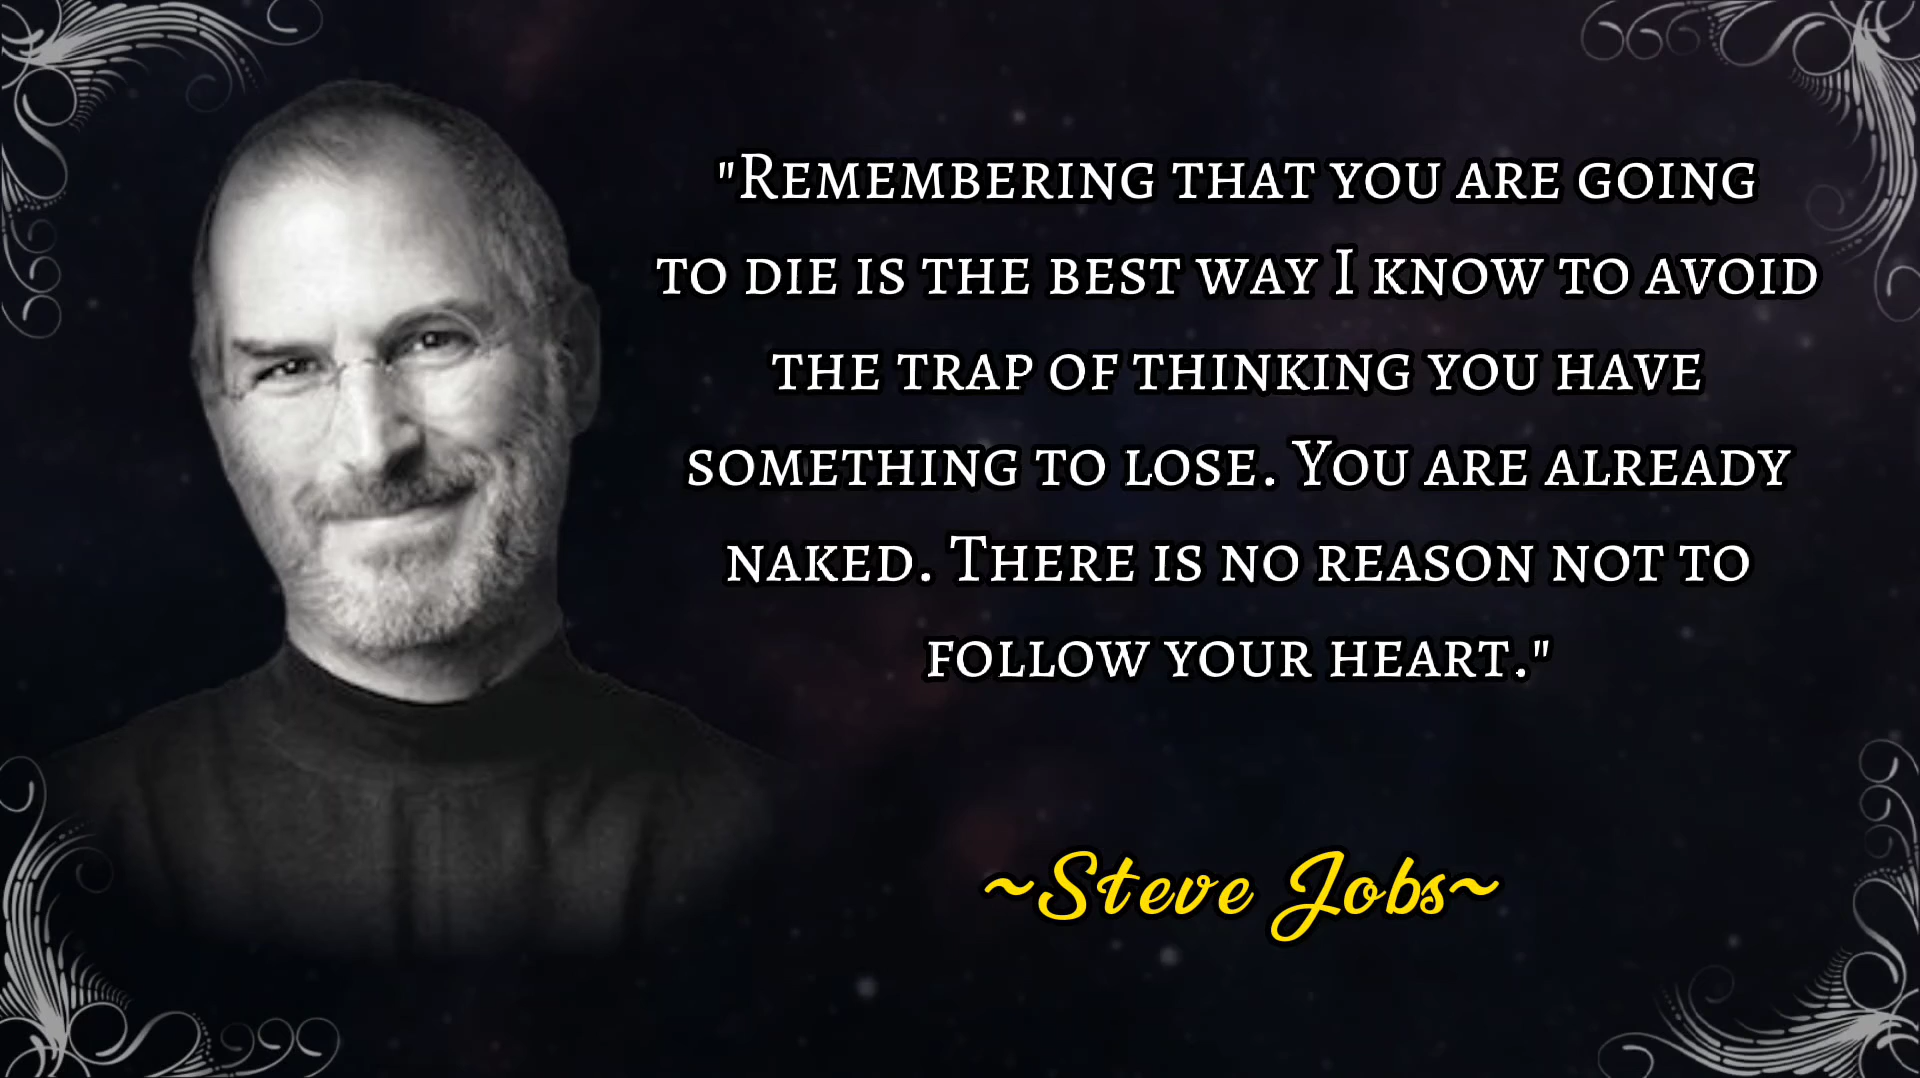 "Remembering that you are going
to die is the best way I know to avoid
the trap of thinking you have
something to lose. You are already
naked. There is no reason not to
follow your heart."
~Steve Jobs~